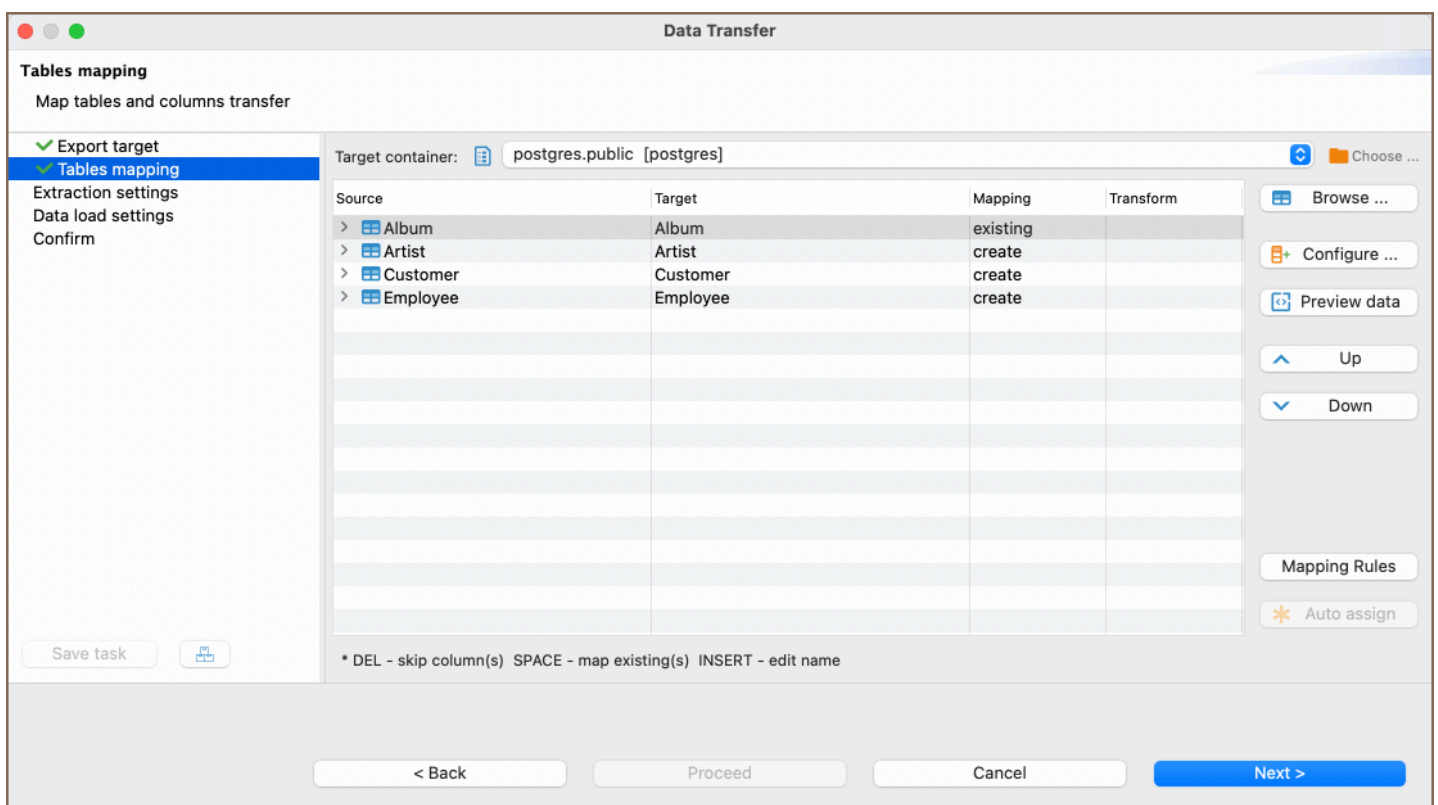 Data Transfer
Tables mapping
Map tables and columns transfer
Export target
Tables mapping
Extraction settings
Data load settings
Confirm
Target container: postgres.public [postgres] Choose ...
Source Target Mapping Transform
Album Album existing
Artist Artist create
Customer Customer create
Employee Employee create
Browse ...
Configure ...
Preview data
Up
Down
Mapping Rules
Auto assign
Save task
* DEL - skip column(s) SPACE - map existing(s) INSERT - edit name
< Back Proceed Cancel Next >